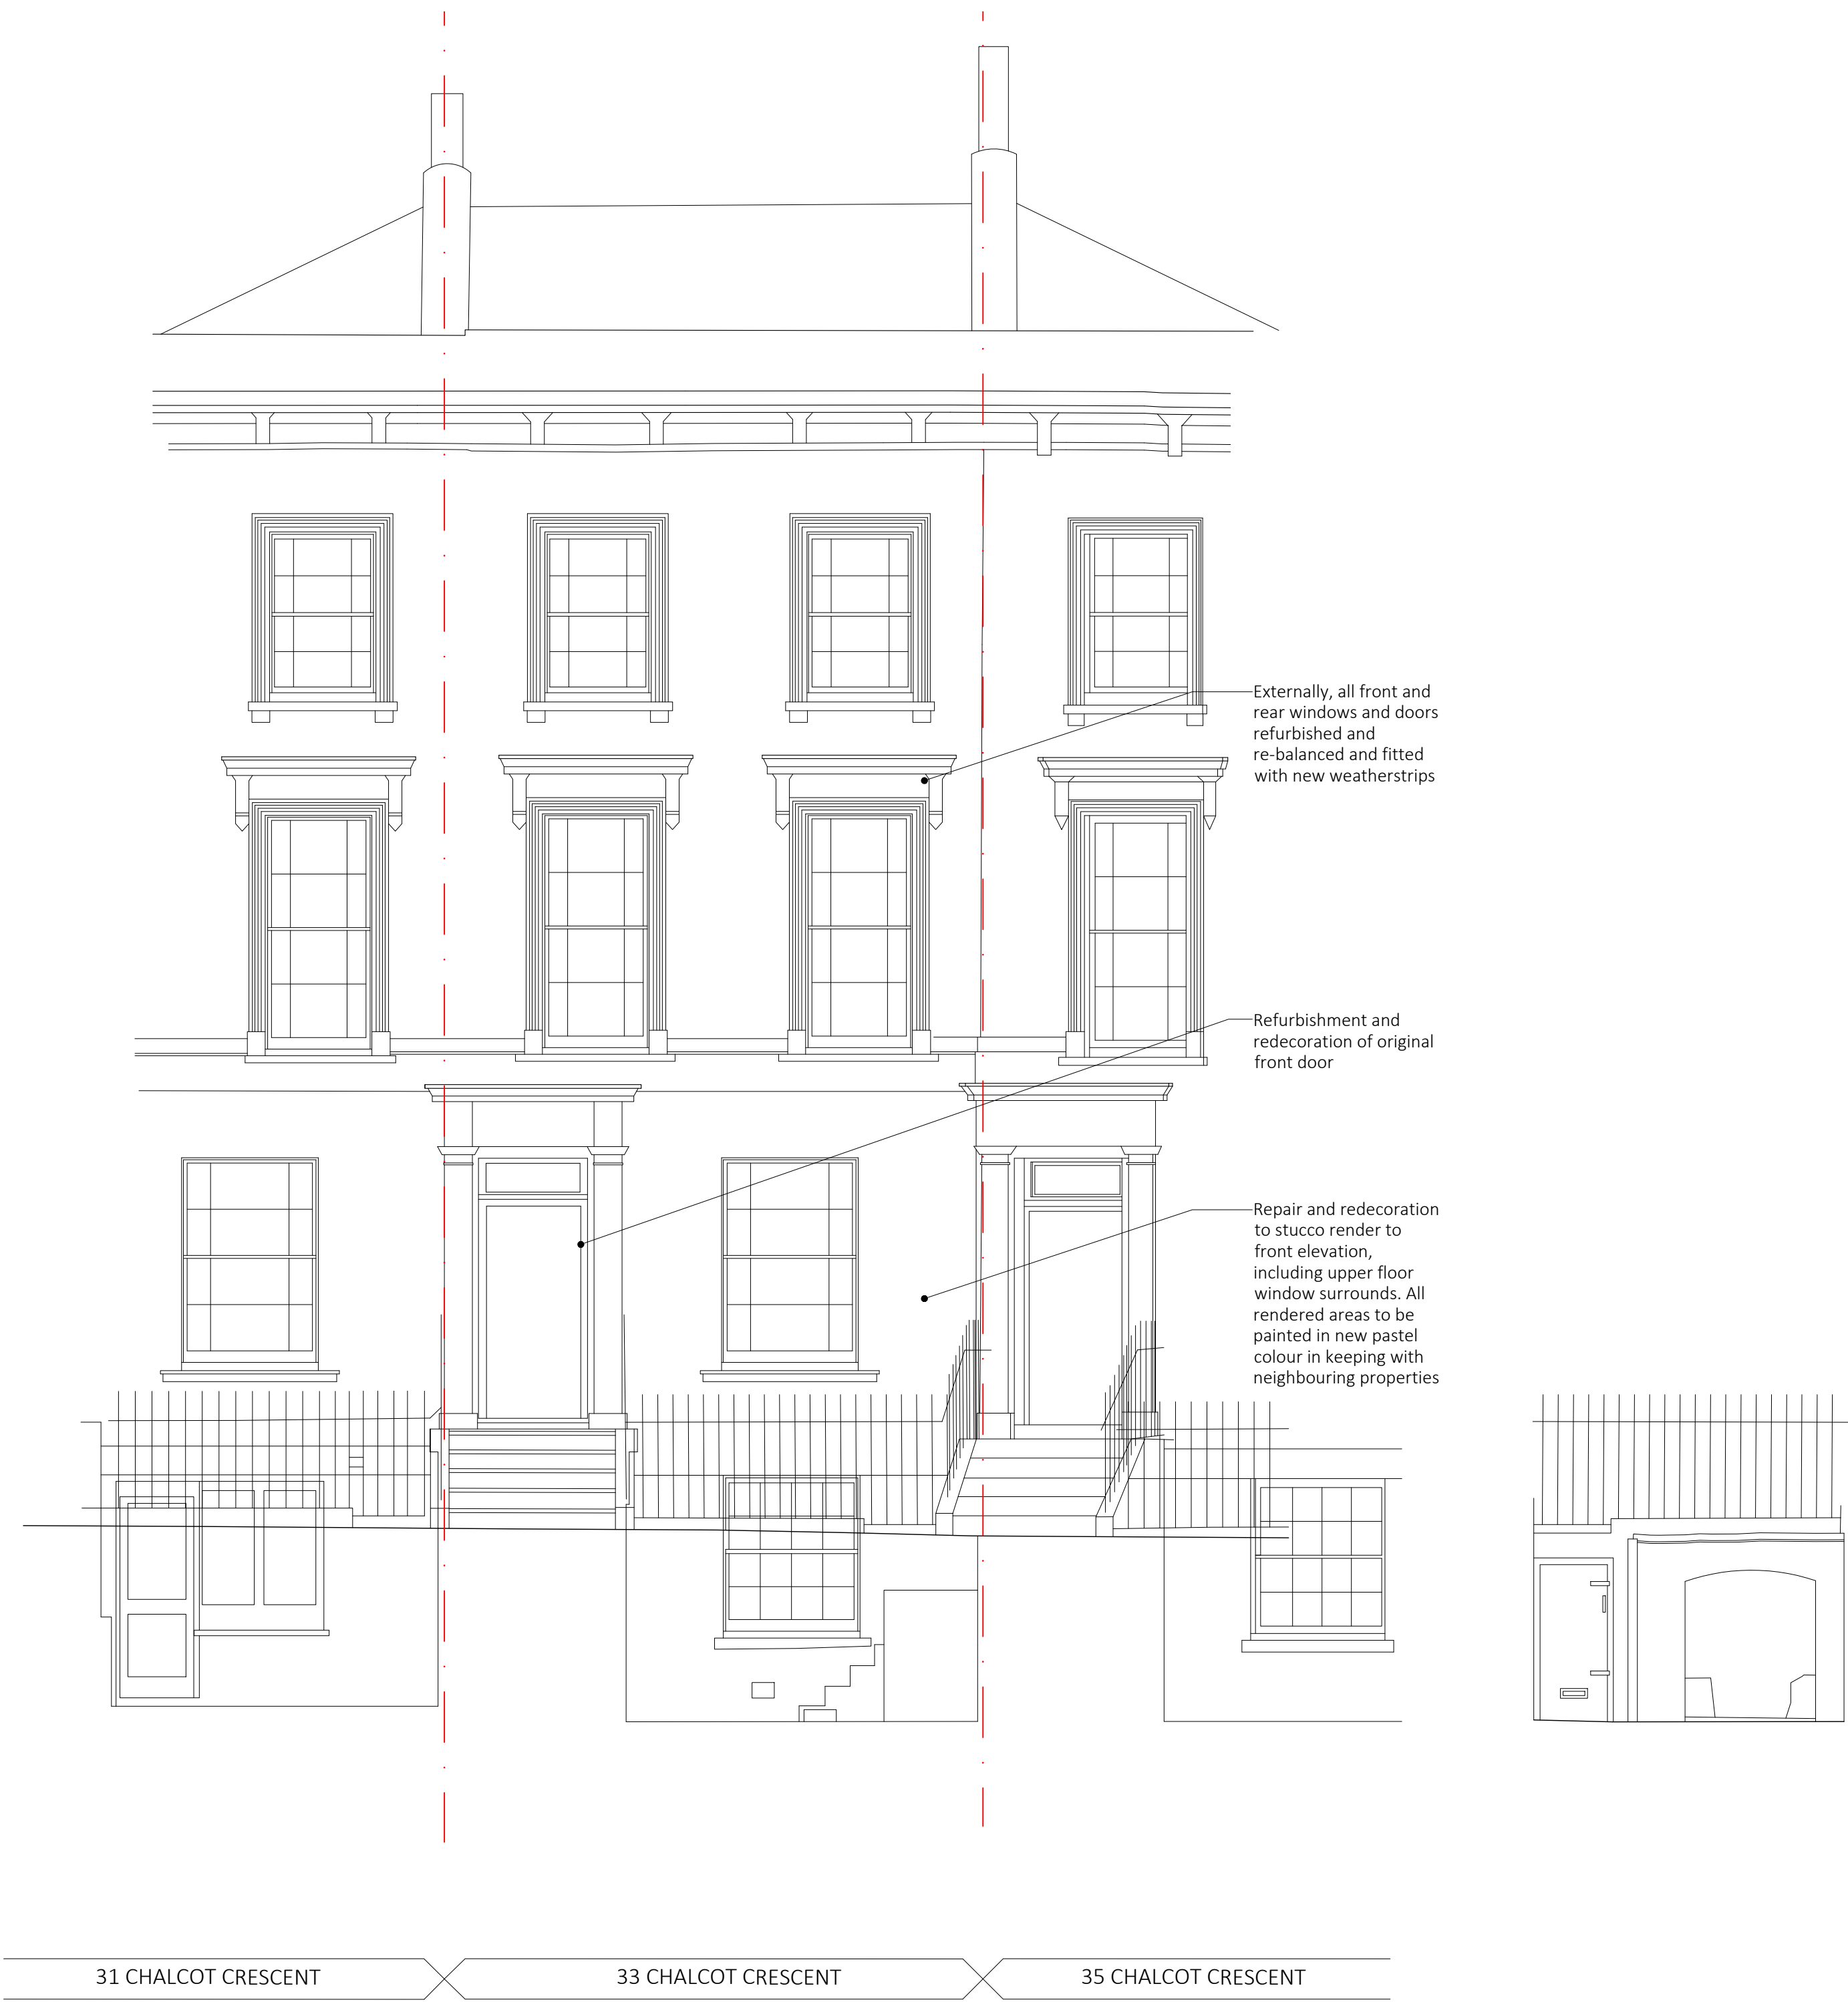 Externally, all front and
rear windows and doors
refurbished and
re-balanced and fitted
with new weatherstrips
Refurbishment and
redecoration of original
front door
Repair and redecoration
to stucco render to
front elevation,
including upper floor
window surrounds. All
rendered areas to be
painted in new pastel
colour in keeping with
neighbouring properties
31 CHALCOT CRESCENT
33 CHALCOT CRESCENT
35 CHALCOT CRESCENT